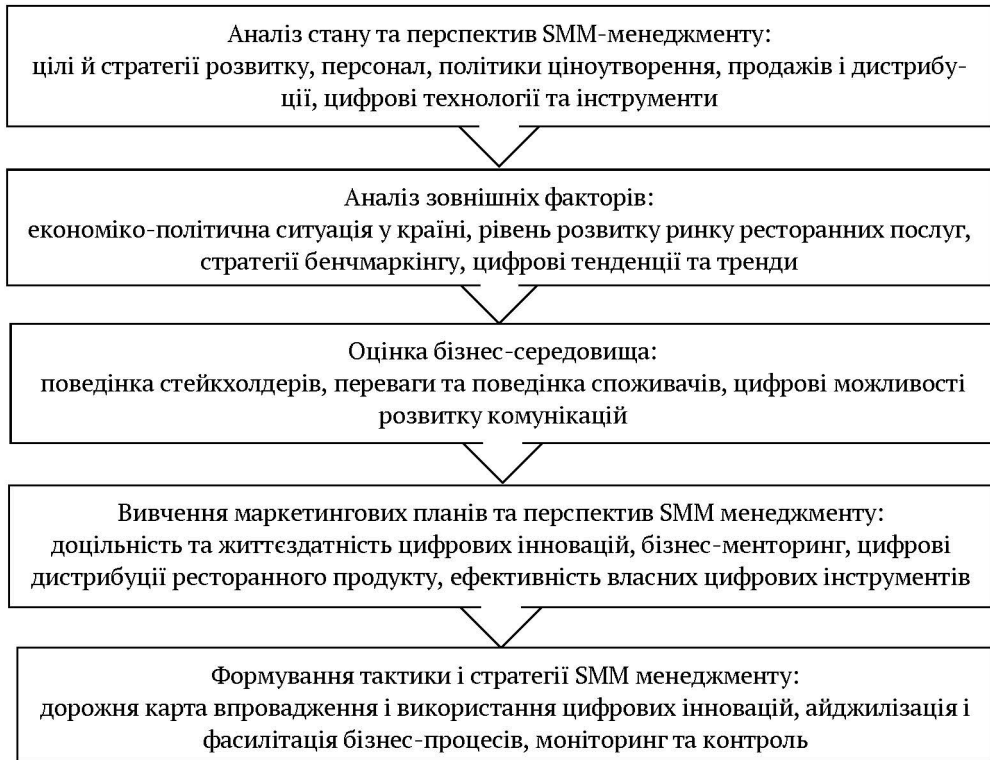 Аналіз стану та перспектив SMM-менеджменту:
цілі й стратегії розвитку, персонал, політики ціноутворення, продажів і дистрибу-
ції, цифрові технології та інструменти
Аналіз зовнішніх факторів:
економіко-політична ситуація у країні, рівень розвитку ринку ресторанних послуг,
стратегії бенчмаркінгу, цифрові тенденції та тренди
Оцінка бізнес-середовища:
поведінка стейкхолдерів, переваги та поведінка споживачів, цифрові можливості
розвитку комунікацій
Вивчення маркетингових планів та перспектив SMM менеджменту:
доцільність та життєздатність цифрових інновацій, бізнес-менторинг, цифрові
дистрибуції ресторанного продукту, ефективність власних цифрових інструментів
Формування тактики і стратегії SMM менеджменту:
дорожня карта впровадження і використання цифрових інновацій, айджилізація і
фасилітація бізнес-процесів, моніторинг та контроль